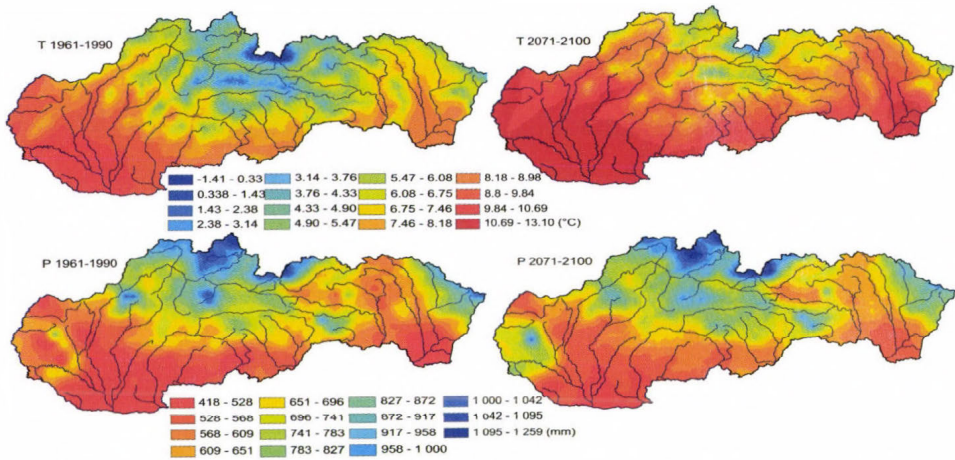 T 1961-1990
T 2071-2100
-1.41 - 0.33 3.14 - 3.76 5.47 - 6.08 8.18 - 8.98
0.338 - 1.43 3.76 - 4.33 6.08 - 6.75 8.8 - 9.84
1.43 - 2.38 4.33 - 4.90 6.75 - 7.46 9.84 - 10.69
2.38 - 3.14 4.90 - 5.47 7.46 - 8.18 10.69 - 13.10 (°C)
P 1961-1990
P 2071-2100
418 - 528 651 - 696 827 - 872 1 000 - 1 042
528 - 568 696 - 741 872 - 917 1 042 - 1 095
568 - 609 741 - 783 917 - 958 1 095 - 1 259 (mm)
609 - 651 783 - 827 958 - 1 000